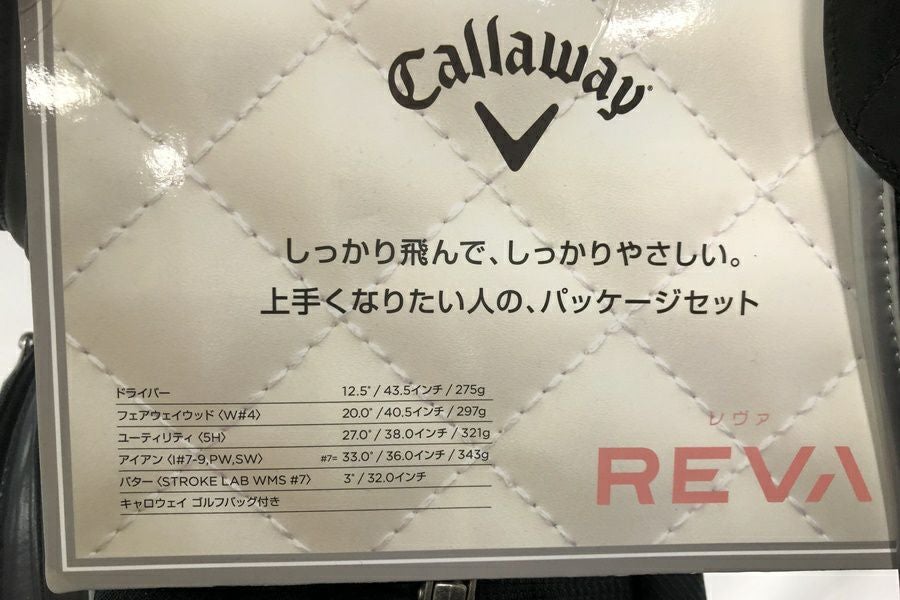 Callaway
しっかり飛んで、しっかりやさしい。
上手くなりたい人の、パッケージセット
ドライバー 12.5° / 43.5インチ / 275g
フェアウェイウッド〈W#4〉 20.0° / 40.5インチ / 297g
ユーティリティ〈5H〉 27.0° / 38.0インチ / 321g
アイアン〈I#7-9,PW,SW〉 #7= 33.0° / 36.0インチ / 343g
パター〈STROKE LAB WMS #7〉 3° / 32.0インチ
キャロウェイ ゴルフバッグ付き
レヴァ
REVA